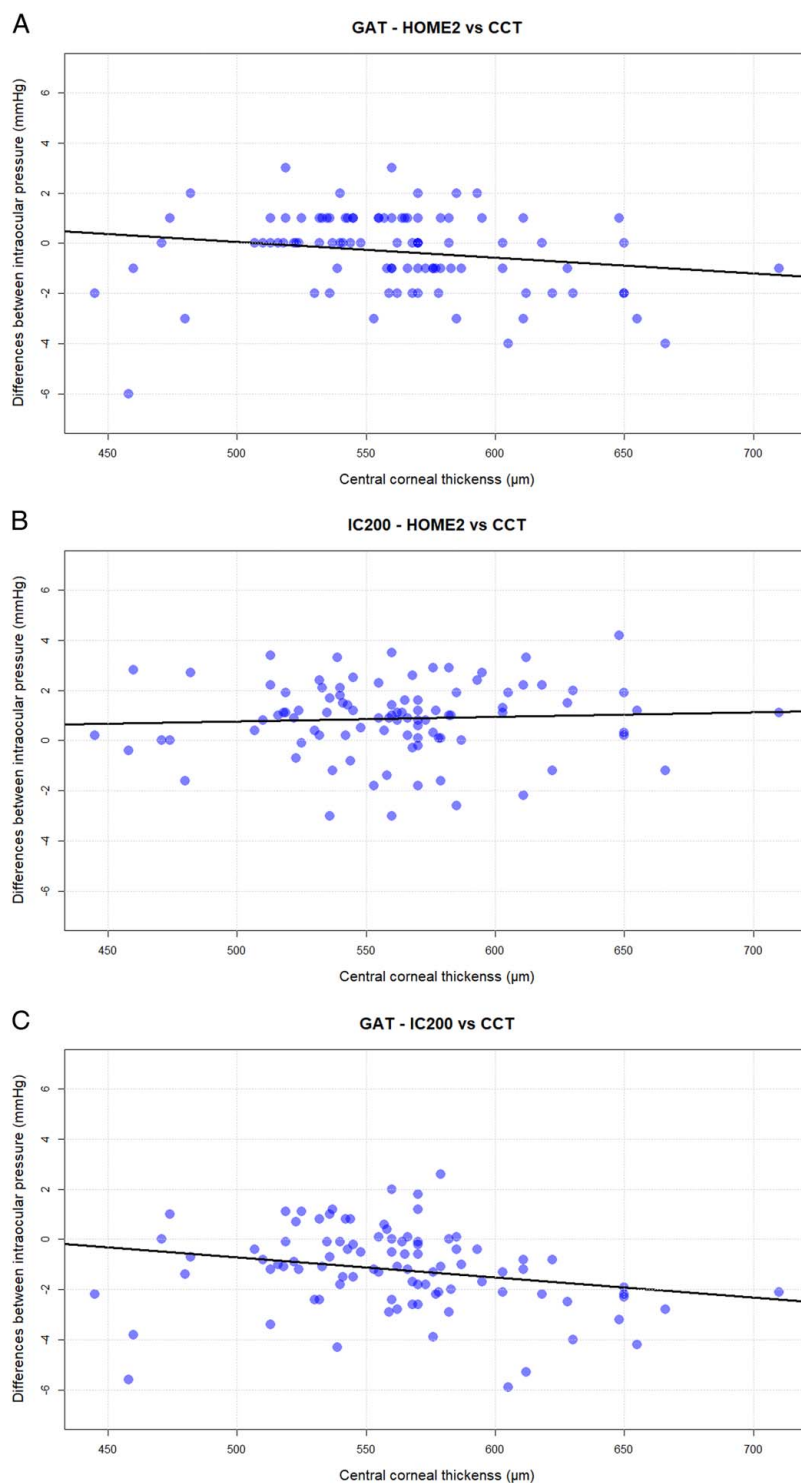 A
GAT - HOME2 vs CCT
Differences between intraocular pressure (mmHg)
6
4
2
0
-2
-4
-6
450 500 550 600 650 700
Central corneal thickenss (μm)
B
IC200 - HOME2 vs CCT
Differences between intraocular pressure (mmHg)
6
4
2
0
-2
-4
-6
450 500 550 600 650 700
Central corneal thickenss (μm)
C
GAT - IC200 vs CCT
Differences between intraocular pressure (mmHg)
6
4
2
0
-2
-4
-6
450 500 550 600 650 700
Central corneal thickenss (μm)